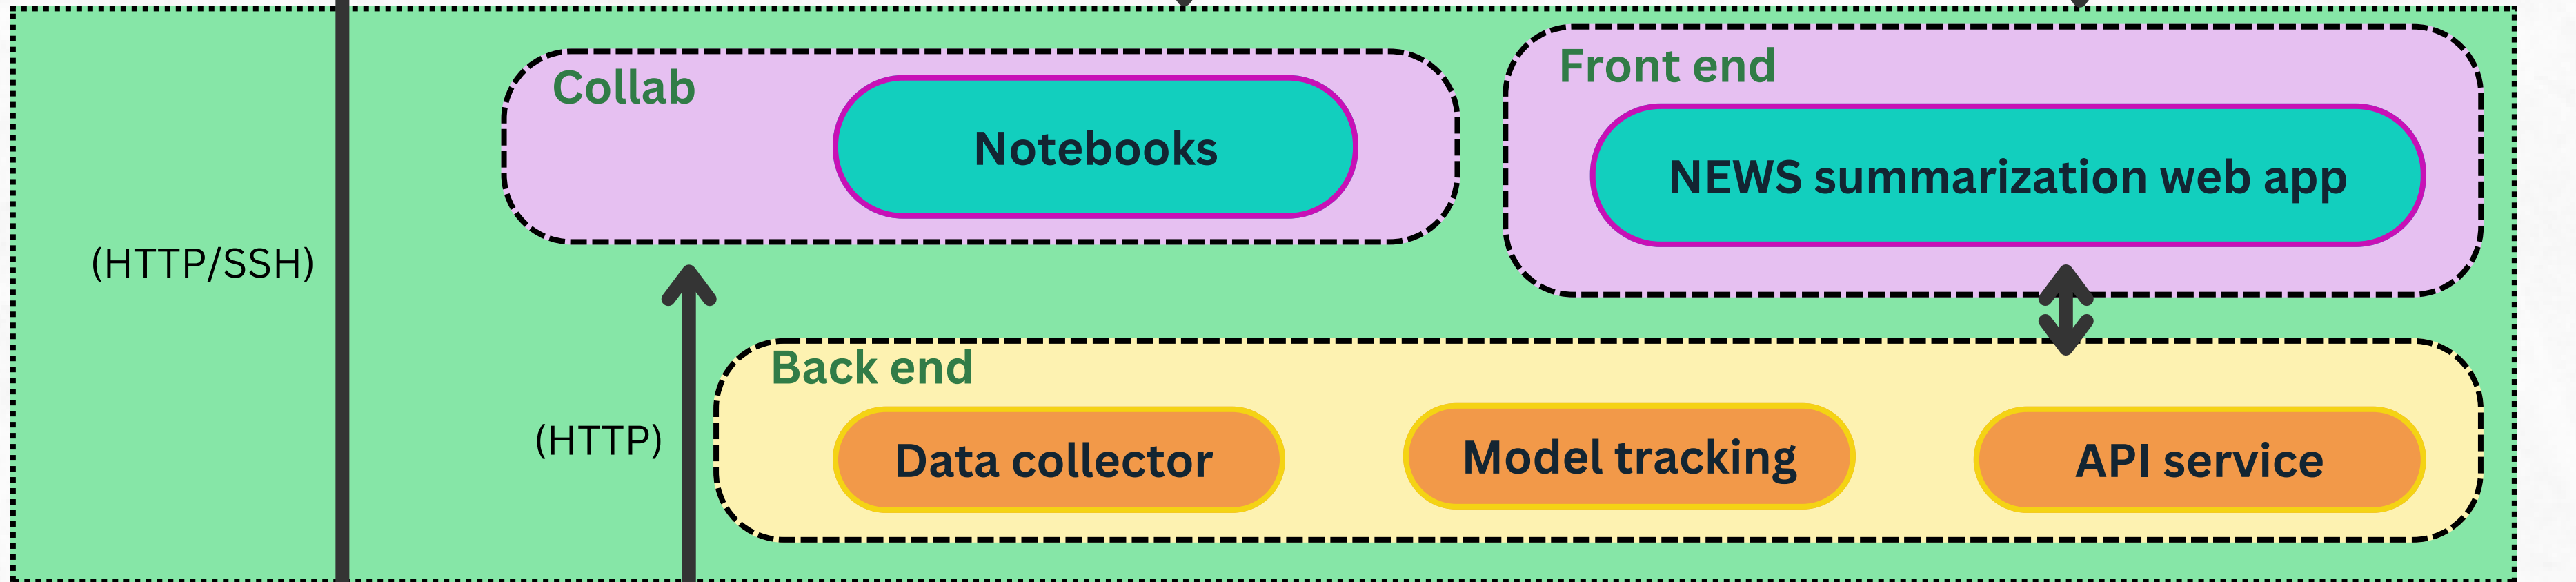 Collab
Notebooks
Front end
NEWS summarization web app
(HTTP/SSH)
Back end
(HTTP)
Data collector
Model tracking
API service